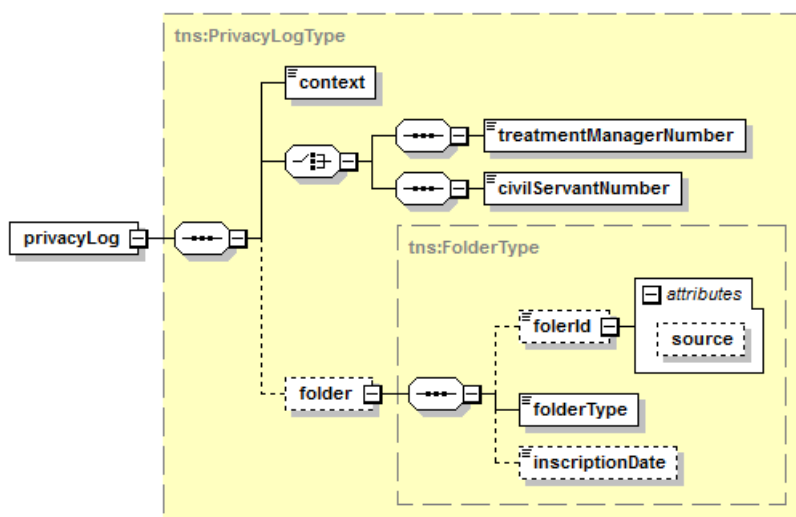 tns:PrivacyLogType
context
treatmentManagerNumber
civilServantNumber
privacyLog
tns:FolderType
attributes
folerId
source
folder
folderType
inscriptionDate